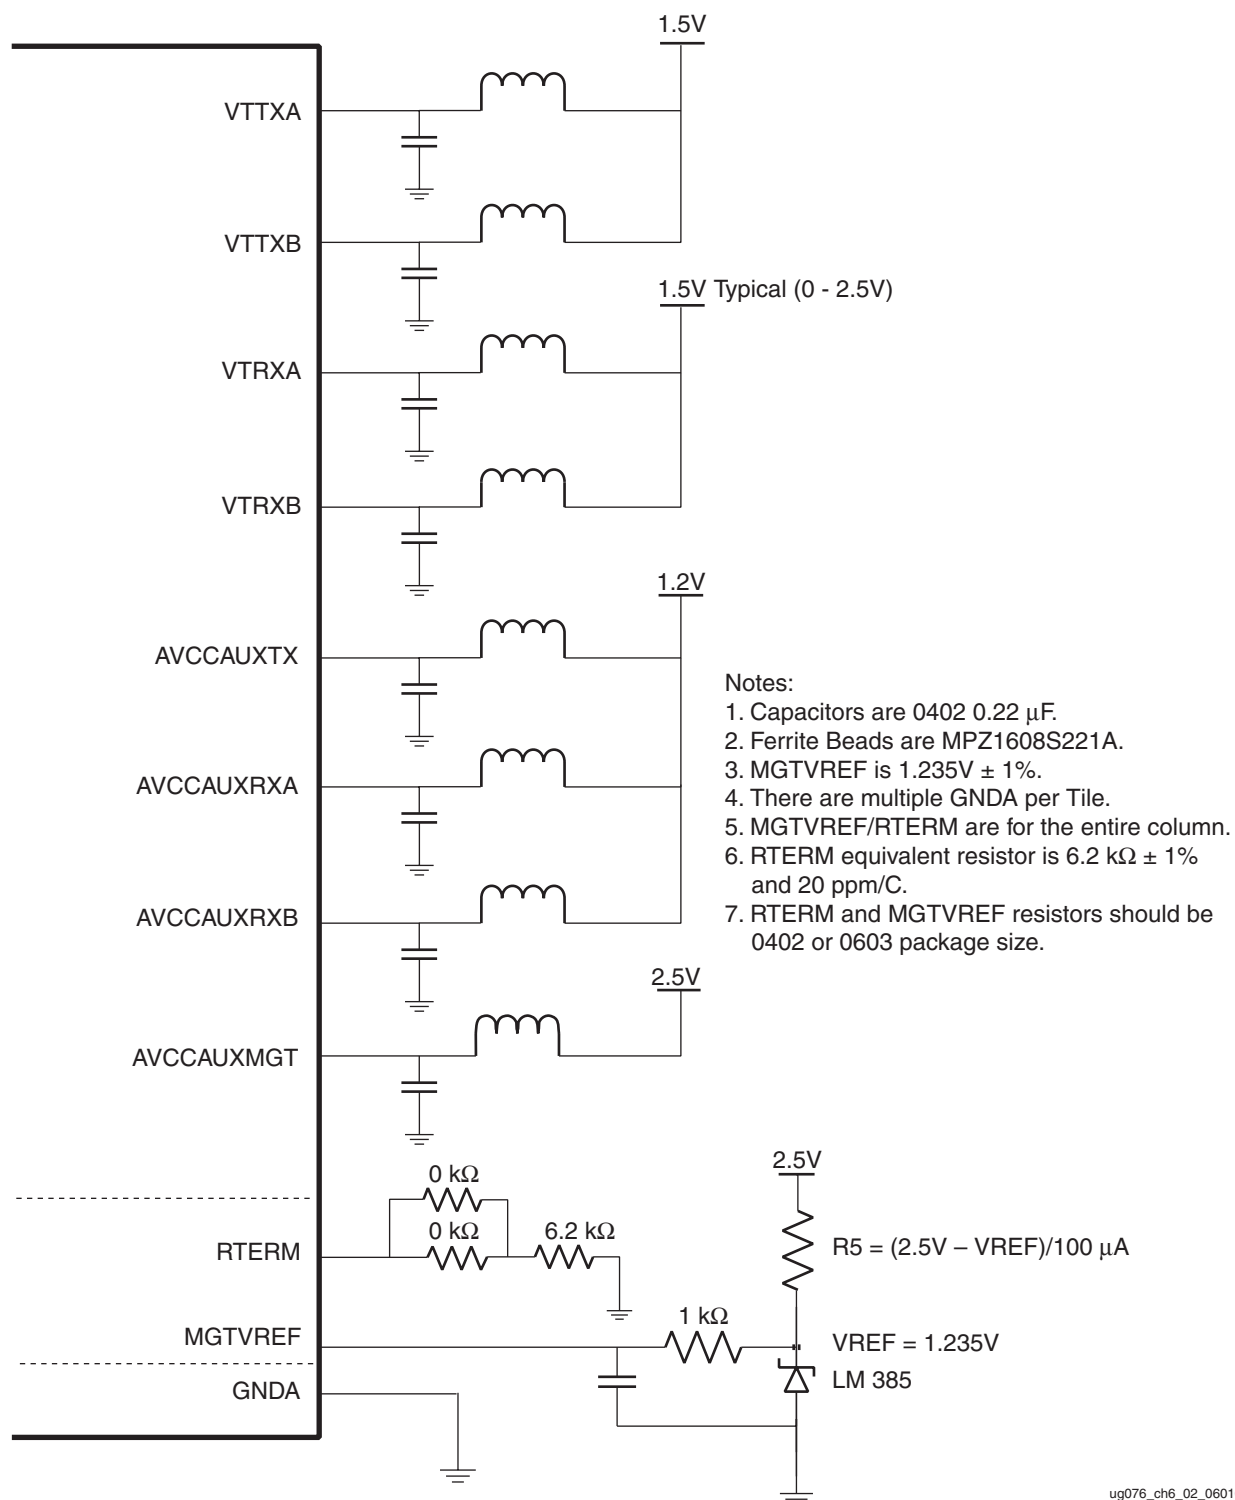 1.5V
VTTXA
VTTXB
1.5V Typical (0 - 2.5V)
VTRXA
VTRXB
1.2V
AVCCAUXTX
Notes:
1. Capacitors are 0402 0.22 μF.
2. Ferrite Beads are MPZ1608S221A.
3. MGTVREF is 1.235V ± 1%.
4. There are multiple GNDA per Tile.
5. MGTVREF/RTERM are for the entire column.
6. RTERM equivalent resistor is 6.2 kΩ ± 1%
and 20 ppm/C.
7. RTERM and MGTVREF resistors should be
0402 or 0603 package size.
AVCCAUXRXA
AVCCAUXRXB
2.5V
AVCCAUXMGT
2.5V
0 kΩ
0 kΩ
6.2 kΩ
RTERM
R5 = (2.5V – VREF)/100 μA
1 kΩ
MGTVREF
VREF = 1.235V
LM 385
GNDA
ug076_ch6_02_0601